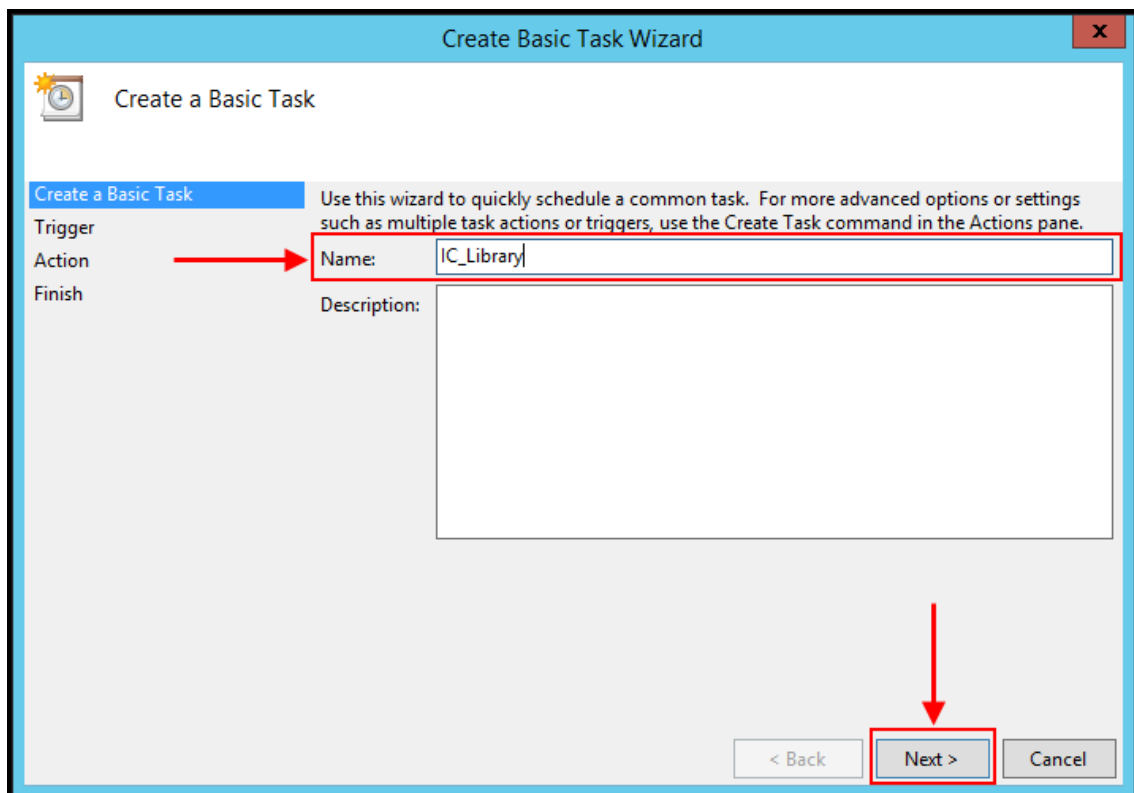 Create Basic Task Wizard
x
Create a Basic Task
Create a Basic Task
Trigger
Action
Finish
Use this wizard to quickly schedule a common task. For more advanced options or settings
such as multiple task actions or triggers, use the Create Task command in the Actions pane.
Name: IC_Library
Description:
< Back Next > Cancel